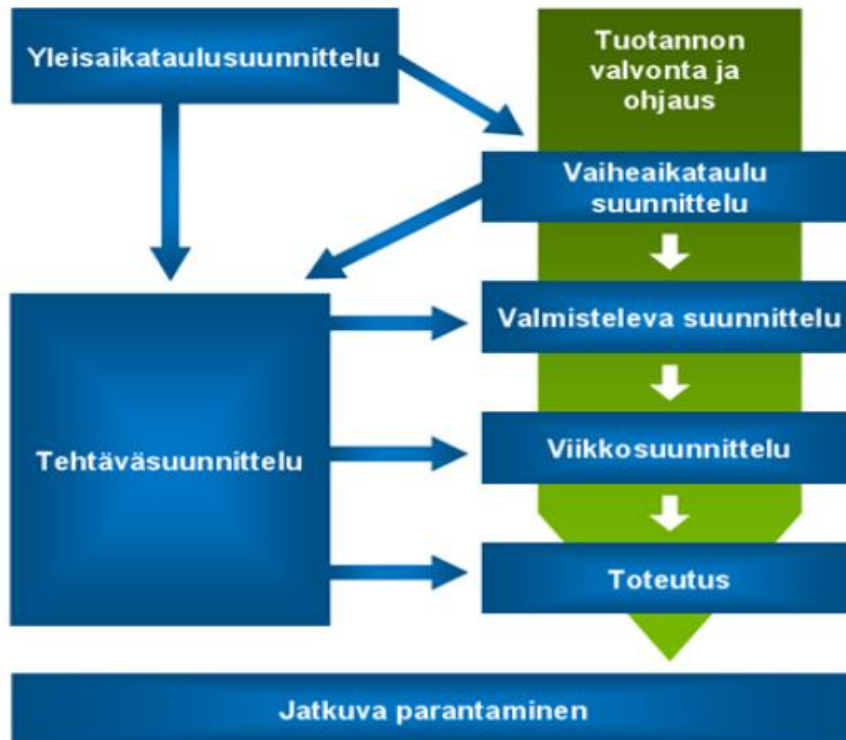 Yleisaikataulusuunnittelu
Tuotannon
valvonta ja
ohjaus
Vaiheaikataulu
suunnittelu
Valmisteleva suunnittelu
Tehtäväsuunnittelu
Viikkosuunnittelu
Toteutus
Jatkuva parantaminen